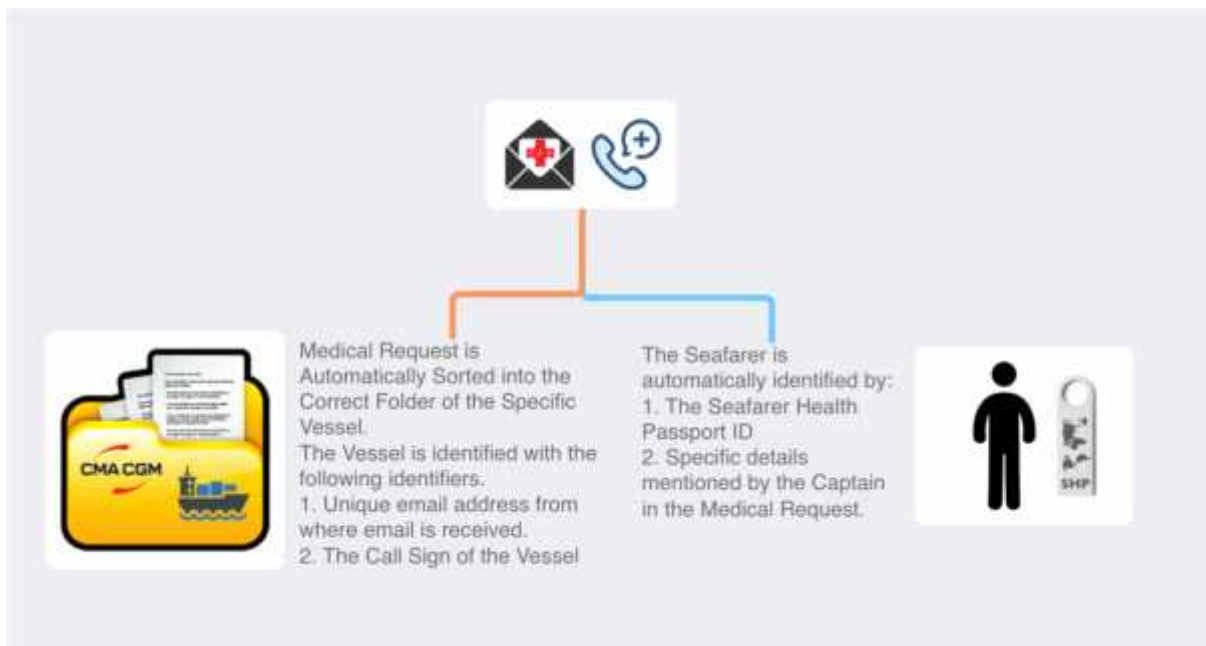 Medical Request is
Automatically Sorted into the
Correct Folder of the Specific
Vessel.
The Vessel is identified with the
following identifiers.
1. Unique email address from
where email is received.
2. The Call Sign of the Vessel
CMA CGM
The Seafarer is
automatically identified by:
1. The Seafarer Health
Passport ID
2. Specific details
mentioned by the Captain
in the Medical Request.
SHP